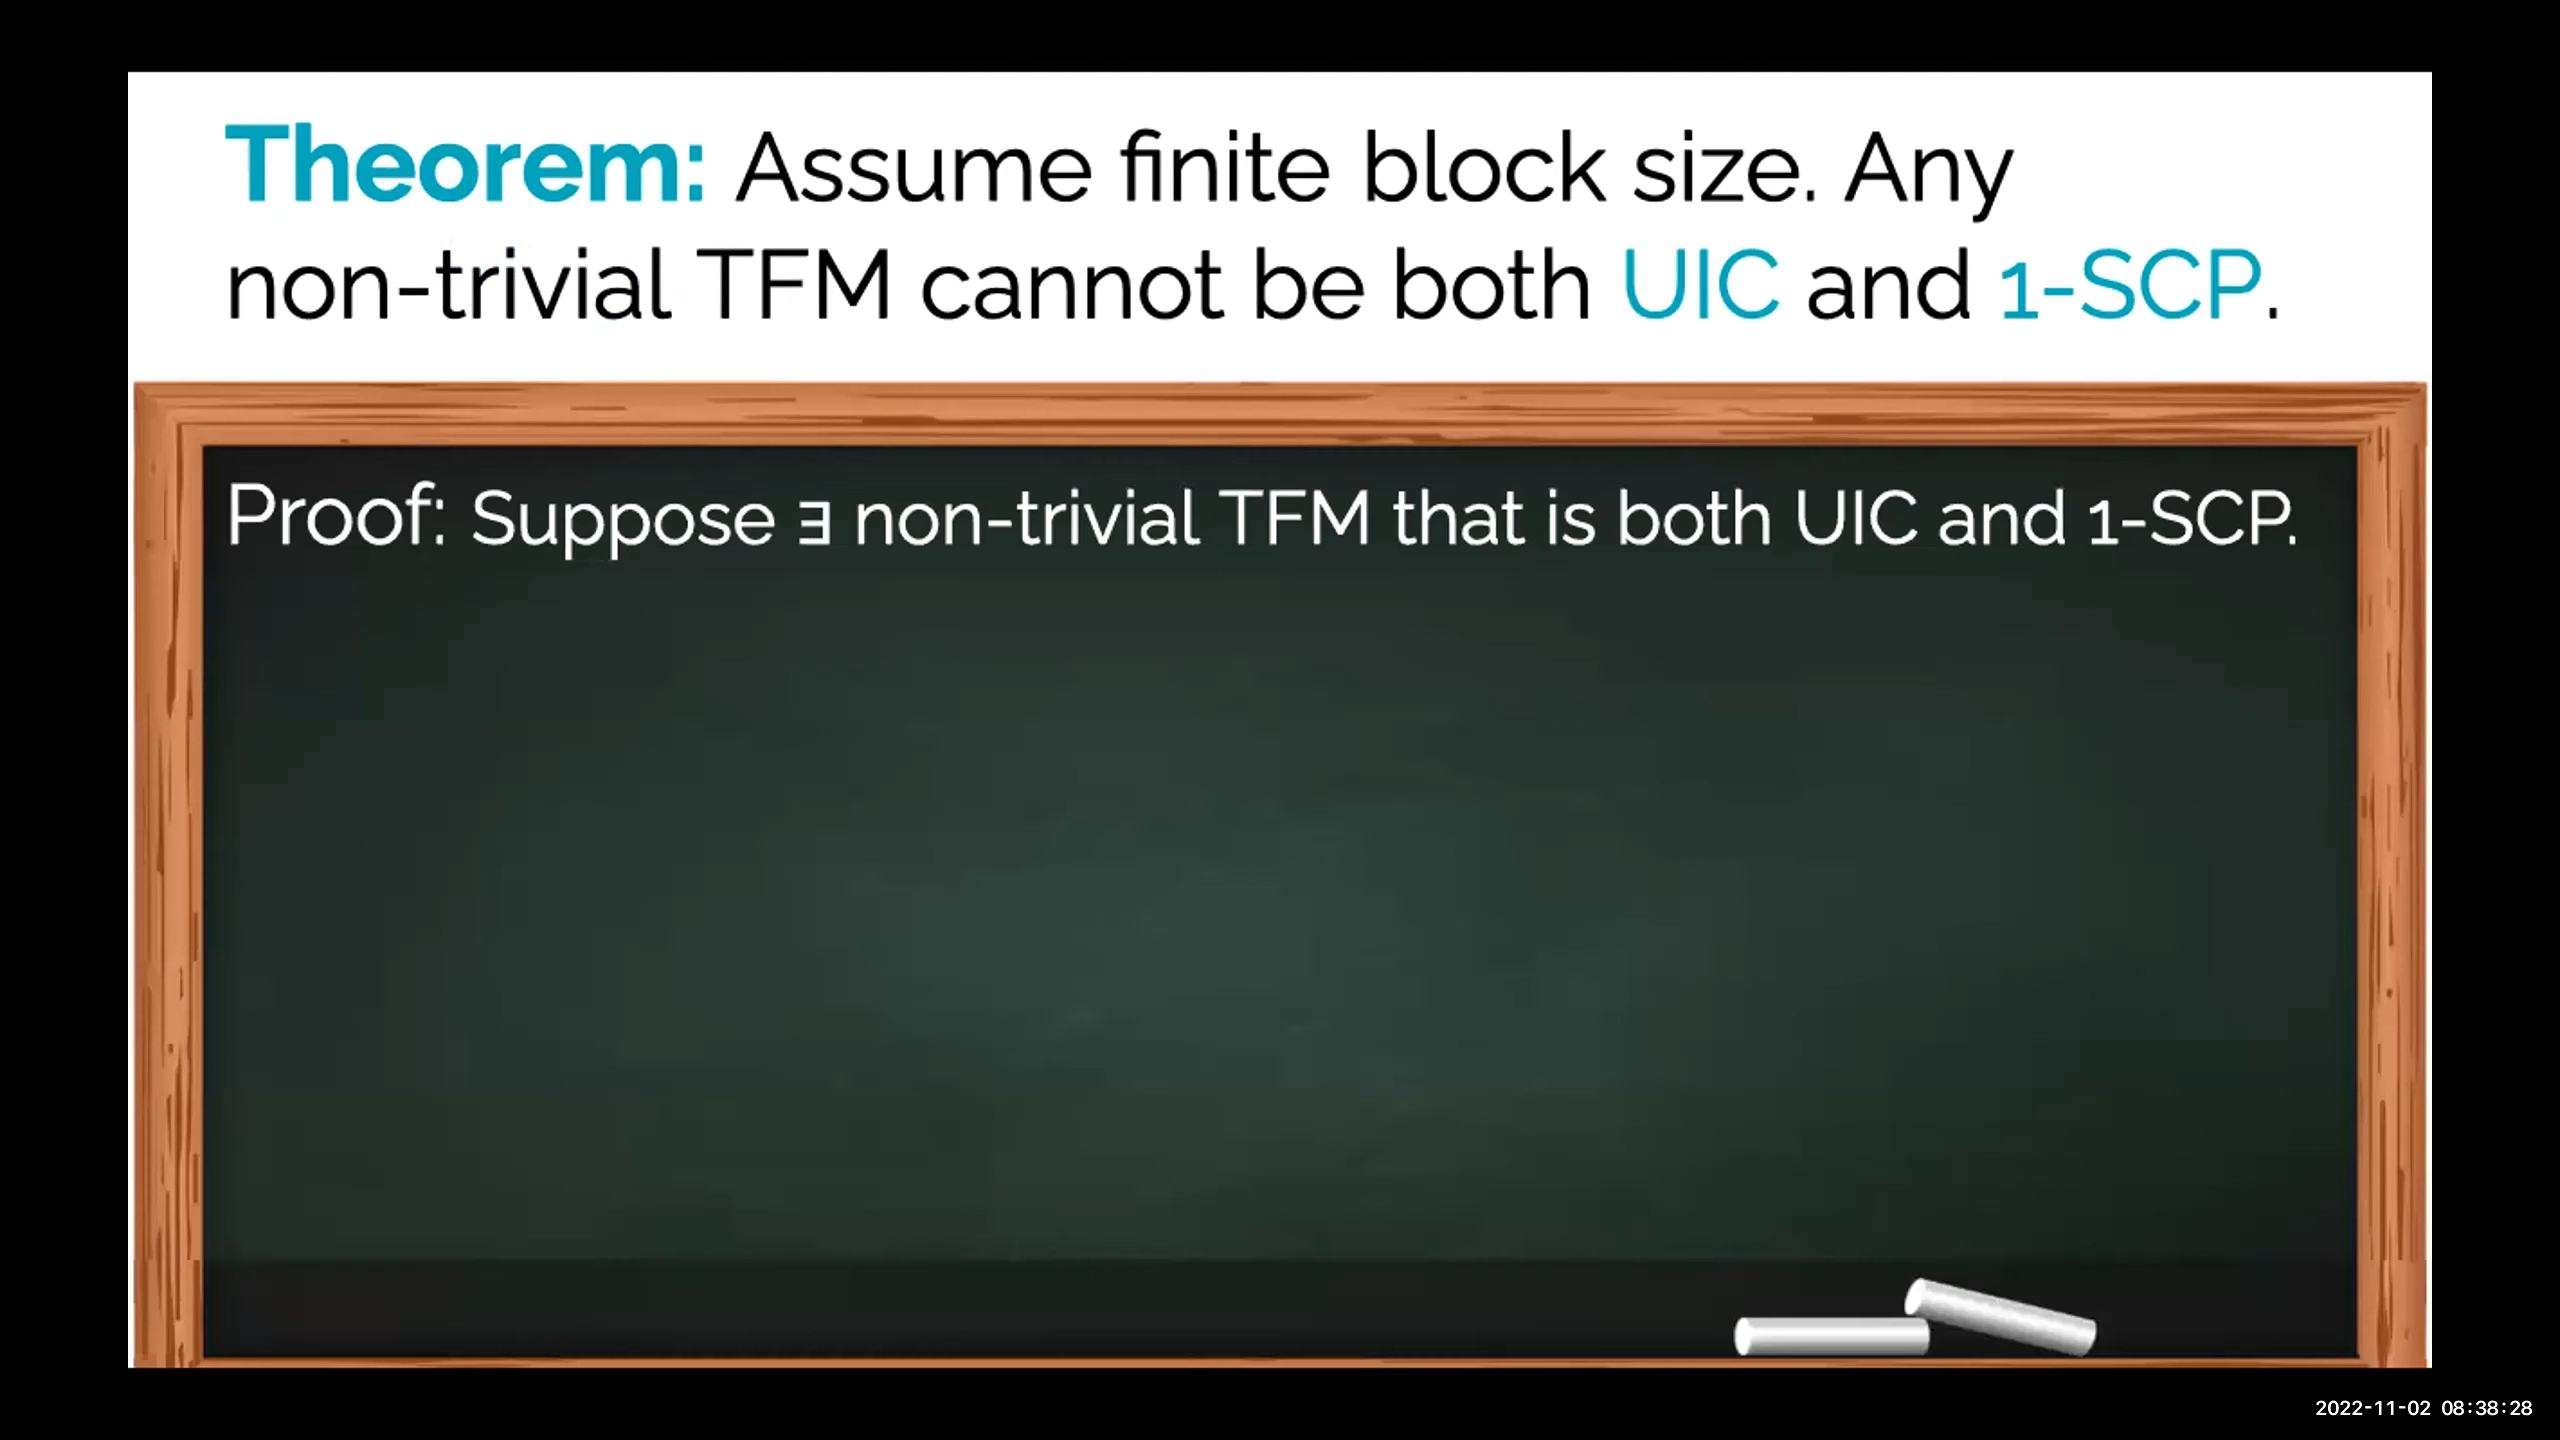 Theorem: Assume finite block size. Any
non-trivial TFM cannot be both UIC and 1-SCP.
Proof: Suppose ∃ non-trivial TFM that is both UIC and 1-SCP.
2022-11-02 08:38:28